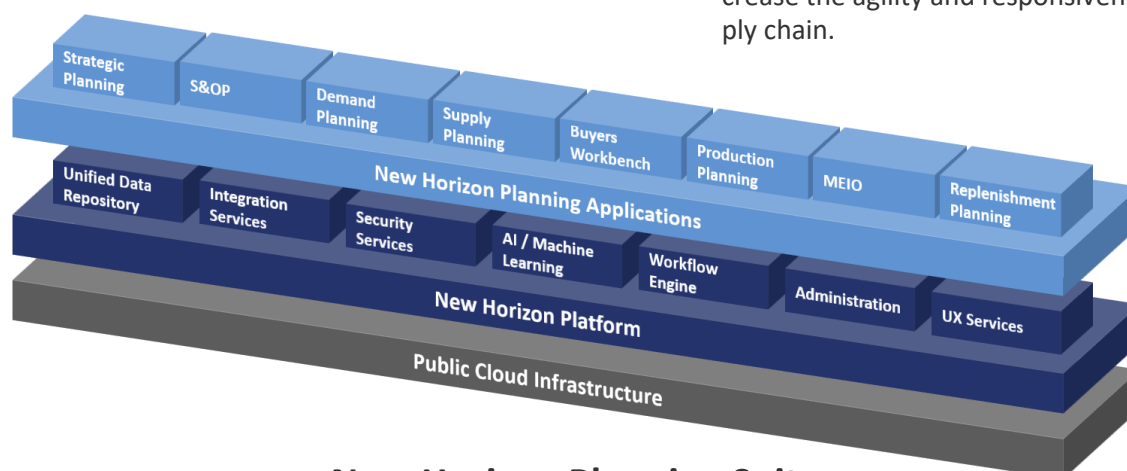 crease the agility and responsiven
ply chain.
Strategic
Planning
S&OP
Demand
Planning
Supply
Planning
Buyers
Workbench
Production
Planning
MEIO
Replenishment
Planning
New Horizon Planning Applications
Unified Data
Repository
Integration
Services
Security
Services
AI / Machine
Learning
Workflow
Engine
Administration
UX Services
New Horizon Platform
Public Cloud Infrastructure